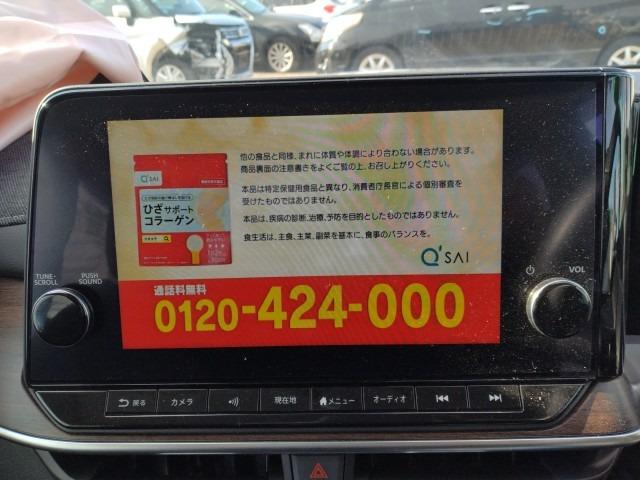 他の食品と同様、まれに体質や体調により合わない場合があります。
商品裏面の注意書きをよくご覧の上、お召し上がりください。
本品は特定保健用食品と異なり、消費者庁長官による個別審査を
受けたものではありません。
本品は、疾病の診断、治療、予防を目的としたものではありません。
食生活は、主食、主菜、副菜を基本に、食事のバランスを。
Q'SAI
ひざサポート
コラーゲン
Q'SAI
通話料無料
0120-424-000
TUNE-
SCROLL
PUSH
SOUND
VOL
戻る
カメラ
現在地
メニュー
オーディオ